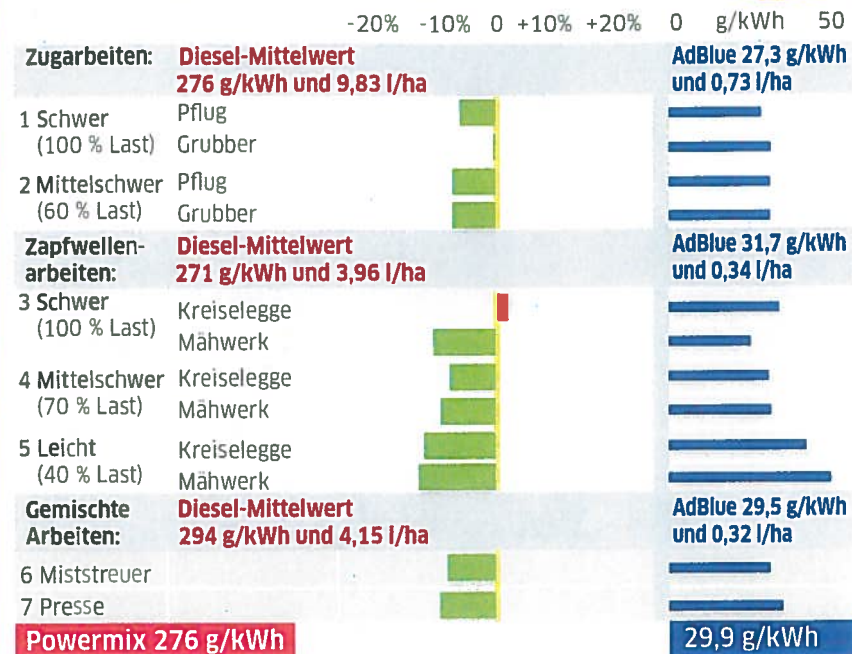 -20% -10% 0 +10% +20% 0 g/kWh 50
Zugarbeiten: Diesel-Mittelwert AdBlue 27,3 g/kWh
276 g/kWh und 9,83 l/ha und 0,73 l/ha
1 Schwer Pflug
(100 % Last) Grubber
2 Mittelschwer Pflug
(60 % Last) Grubber
Zapfwellen- Diesel-Mittelwert AdBlue 31,7 g/kWh
arbeiten: 271 g/kWh und 3,96 l/ha und 0,34 l/ha
3 Schwer Kreiselegge
(100 % Last) Mähwerk
4 Mittelschwer Kreiselegge
(70 % Last) Mähwerk
5 Leicht Kreiselegge
(40 % Last) Mähwerk
Gemischte Diesel-Mittelwert AdBlue 29,5 g/kWh
Arbeiten: 294 g/kWh und 4,15 l/ha und 0,32 l/ha
6 Miststreuer
7 Presse
Powermix 276 g/kWh 29,9 g/kWh